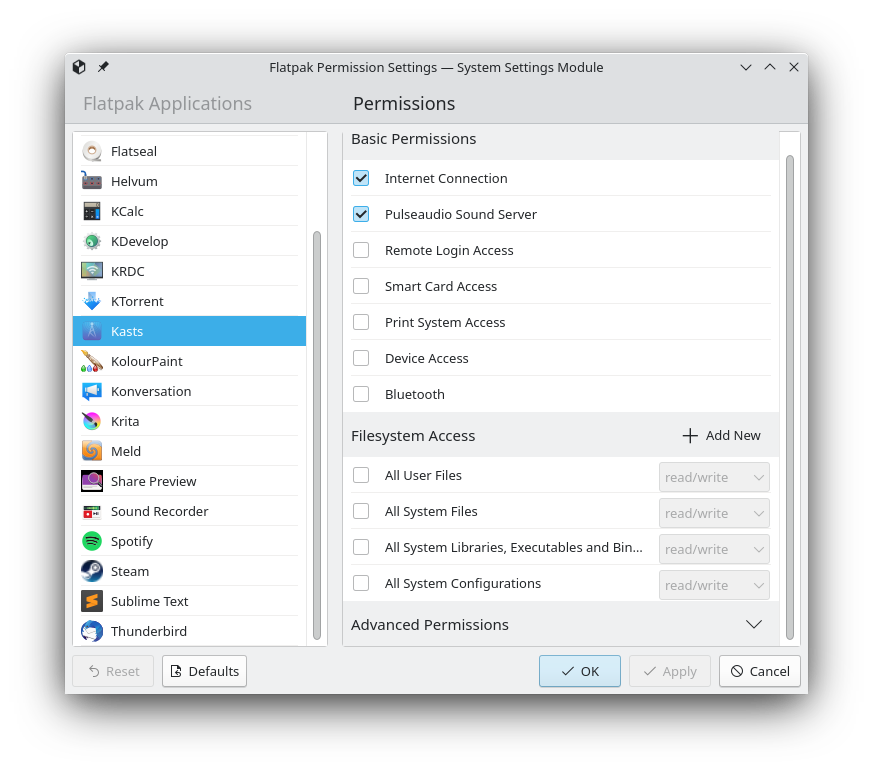 Flatpak Permission Settings — System Settings Module
Flatpak Applications
Flatseal
Helvum
KCalc
KDevelop
KRDC
KTorrent
Kasts
KolourPaint
Konversation
Krita
Meld
Share Preview
Sound Recorder
Spotify
Steam
Sublime Text
Thunderbird
Permissions
Basic Permissions
Internet Connection
Pulseaudio Sound Server
Remote Login Access
Smart Card Access
Print System Access
Device Access
Bluetooth
Filesystem Access Add New
All User Files read/write
All System Files read/write
All System Libraries, Executables and Bin... read/write
All System Configurations read/write
Advanced Permissions
Reset Defaults OK Apply Cancel